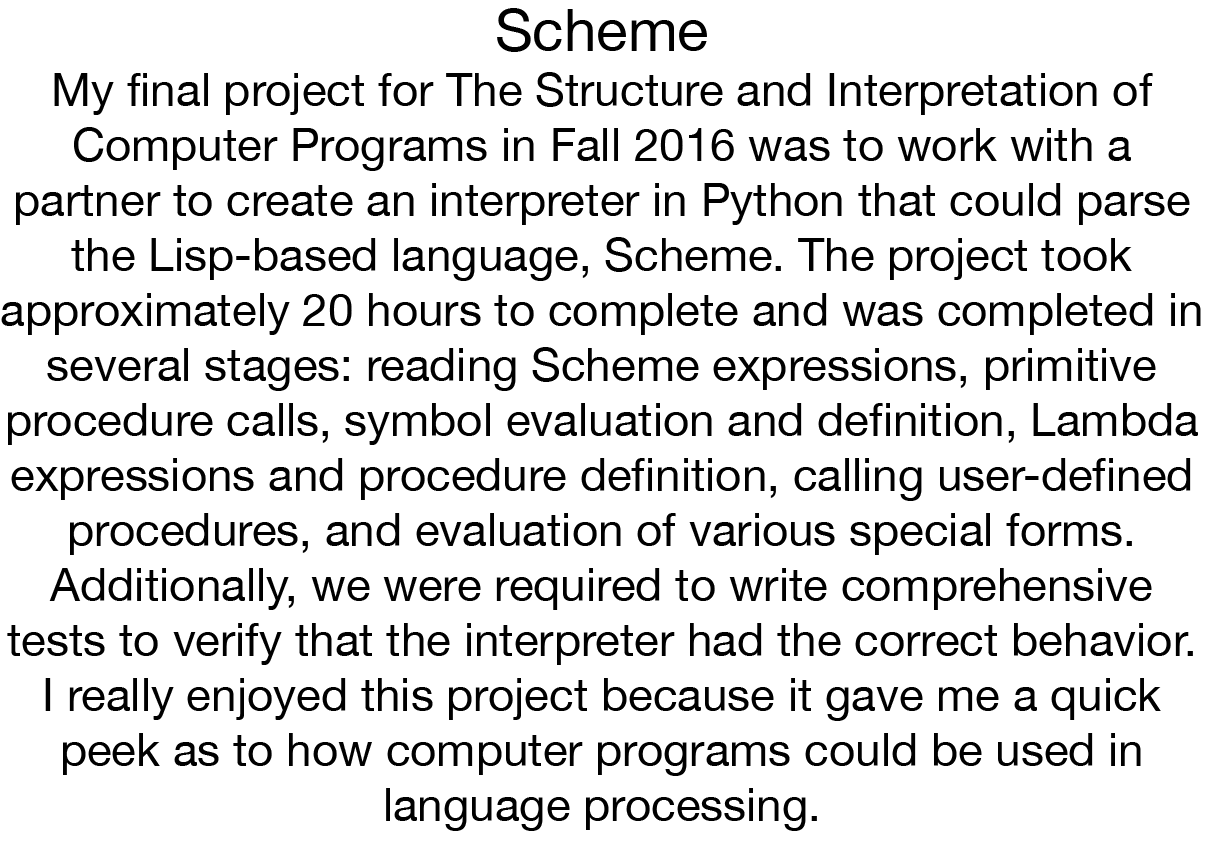 Scheme
My final project for The Structure and Interpretation of
Computer Programs in Fall 2016 was to work with a
partner to create an interpreter in Python that could parse
the Lisp-based language, Scheme. The project took
approximately 20 hours to complete and was completed in
several stages: reading Scheme expressions, primitive
procedure calls, symbol evaluation and definition, Lambda
expressions and procedure definition, calling user-defined
procedures, and evaluation of various special forms.
Additionally, we were required to write comprehensive
tests to verify that the interpreter had the correct behavior.
I really enjoyed this project because it gave me a quick
peek as to how computer programs could be used in
language processing.